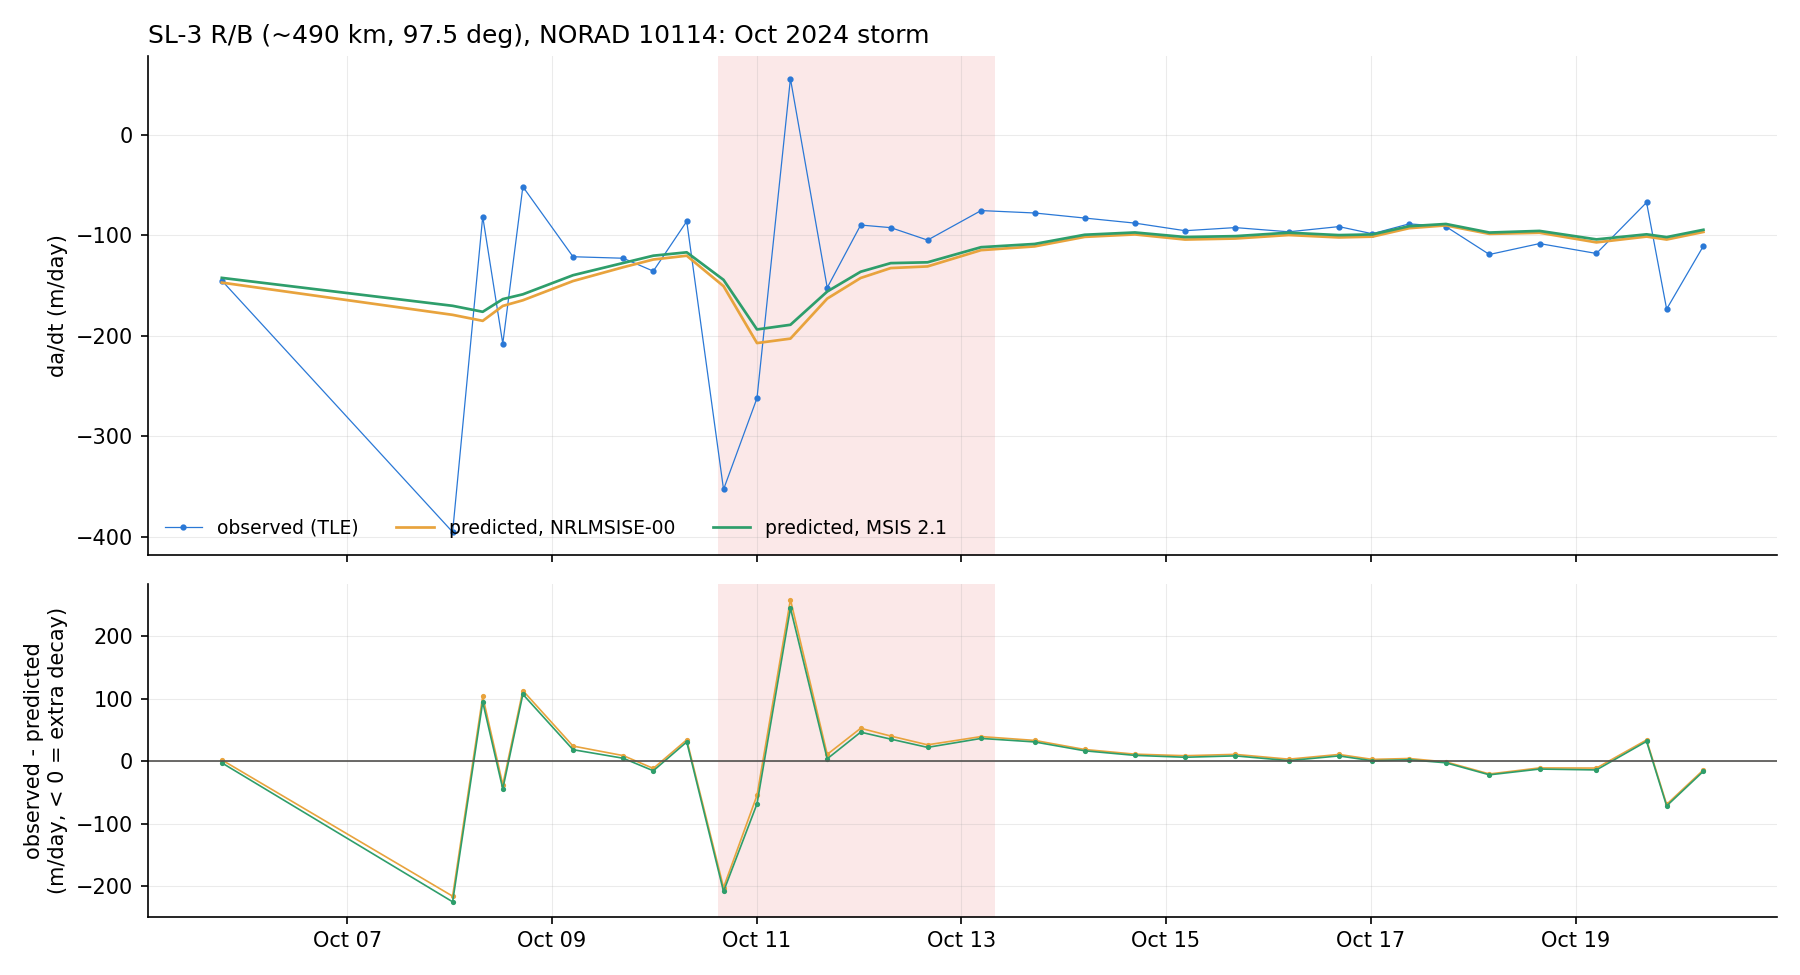 SL-3 R/B (~490 km, 97.5 deg), NORAD 10114: Oct 2024 storm
da/dt (m/day)
0
−100
−200
−300
−400
observed (TLE)
predicted, NRLMSISE-00
predicted, MSIS 2.1
observed - predicted
(m/day, < 0 = extra decay)
200
100
0
−100
−200
Oct 07
Oct 09
Oct 11
Oct 13
Oct 15
Oct 17
Oct 19